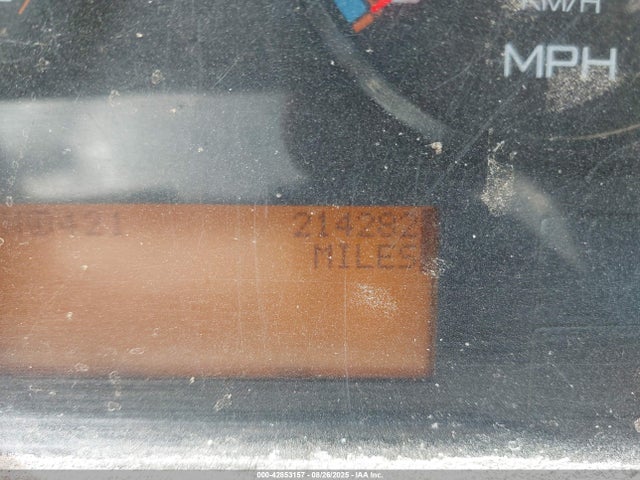 KM/H
MPH
214282
MILES
000-42853157 - 08/26/2025 - IAA Inc.